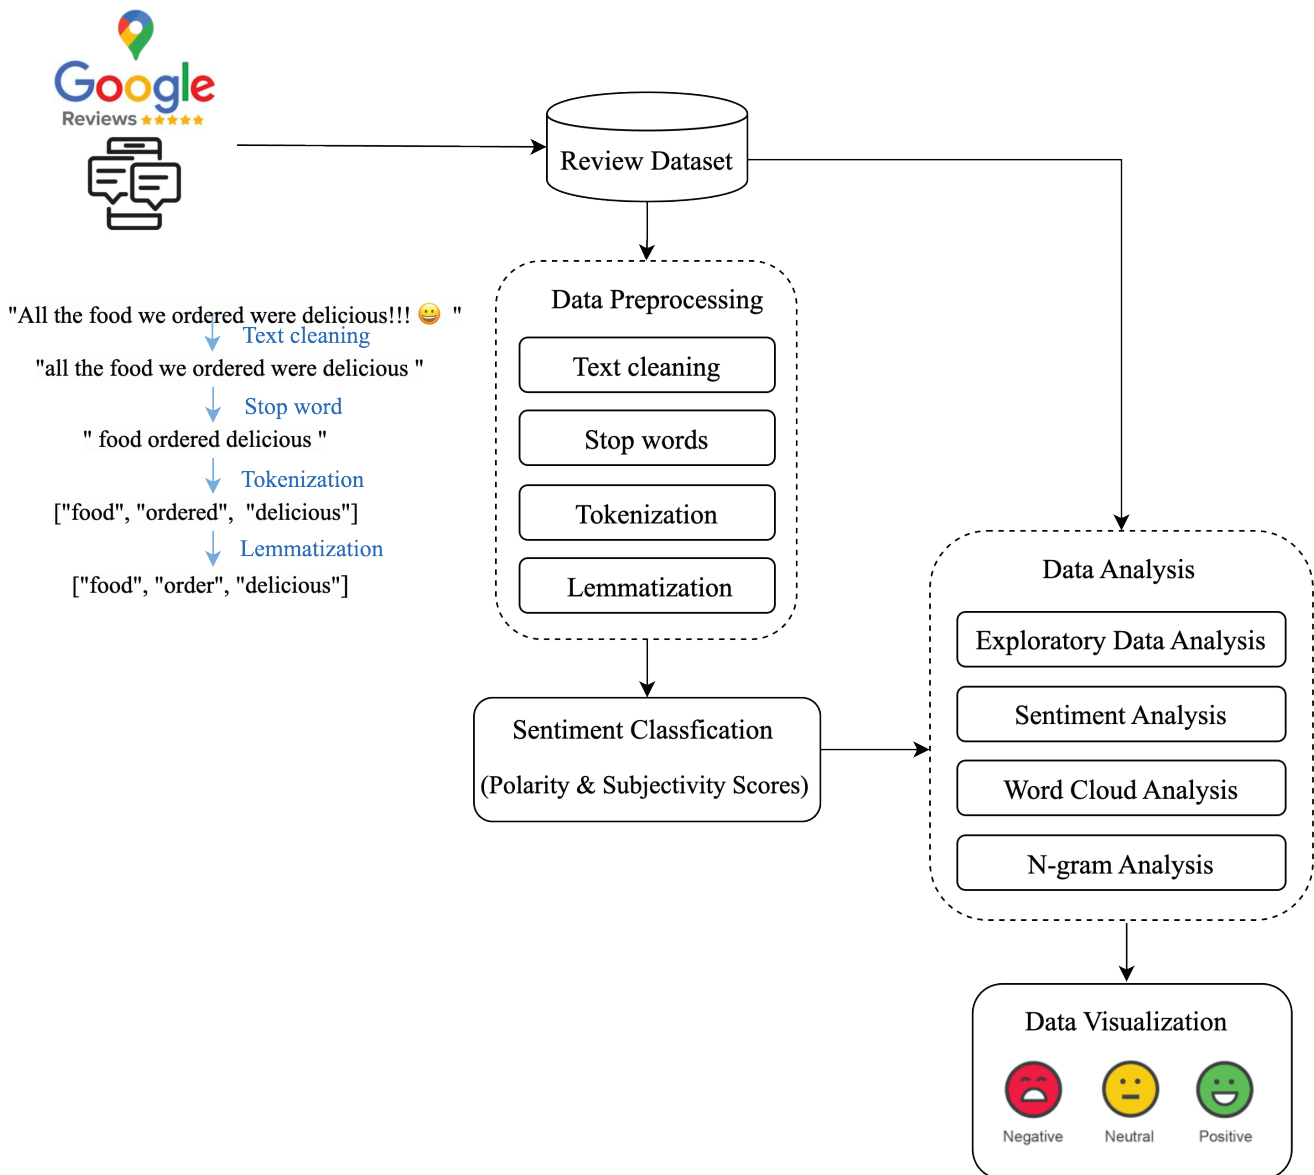 Google
Reviews
Review Dataset
"All the food we ordered were delicious!!! 😀 "
Text cleaning
"all the food we ordered were delicious "
Stop word
" food ordered delicious "
Tokenization
["food", "ordered", "delicious"]
Lemmatization
["food", "order", "delicious"]
Data Preprocessing
Text cleaning
Stop words
Tokenization
Lemmatization
Sentiment Classfication
(Polarity & Subjectivity Scores)
Data Analysis
Exploratory Data Analysis
Sentiment Analysis
Word Cloud Analysis
N-gram Analysis
Data Visualization
Negative
Neutral
Positive